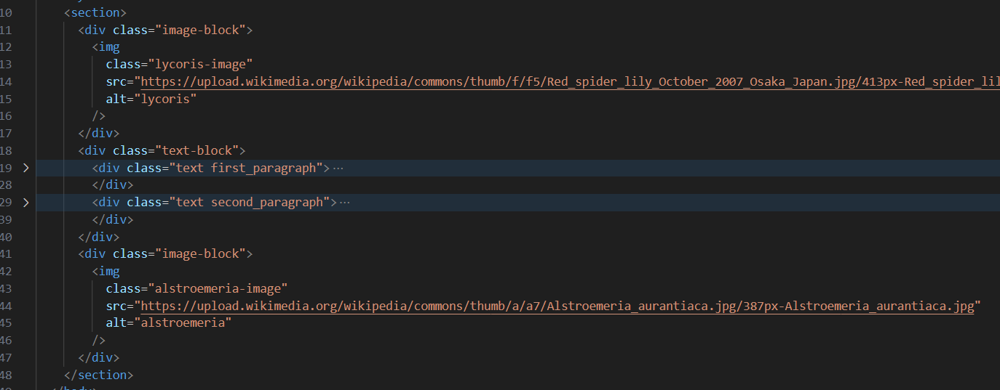 10 <section>
11 <div class="image-block">
12 <img
13 class="lycoris-image"
14 src="https://upload.wikimedia.org/wikipedia/commons/thumb/f/f5/Red_spider_lily_October_2007_Osaka_Japan.jpg/413px-Red_spider_lil
15 alt="lycoris"
16 />
17 </div>
18 <div class="text-block">
19 <div class="text first_paragraph">···
28 </div>
29 <div class="text second_paragraph">···
39 </div>
40 </div>
41 <div class="image-block">
42 <img
43 class="alstroemeria-image"
44 src="https://upload.wikimedia.org/wikipedia/commons/thumb/a/a7/Alstroemeria_aurantiaca.jpg/387px-Alstroemeria_aurantiaca.jpg"
45 alt="alstroemeria"
46 />
47 </div>
48 </section>